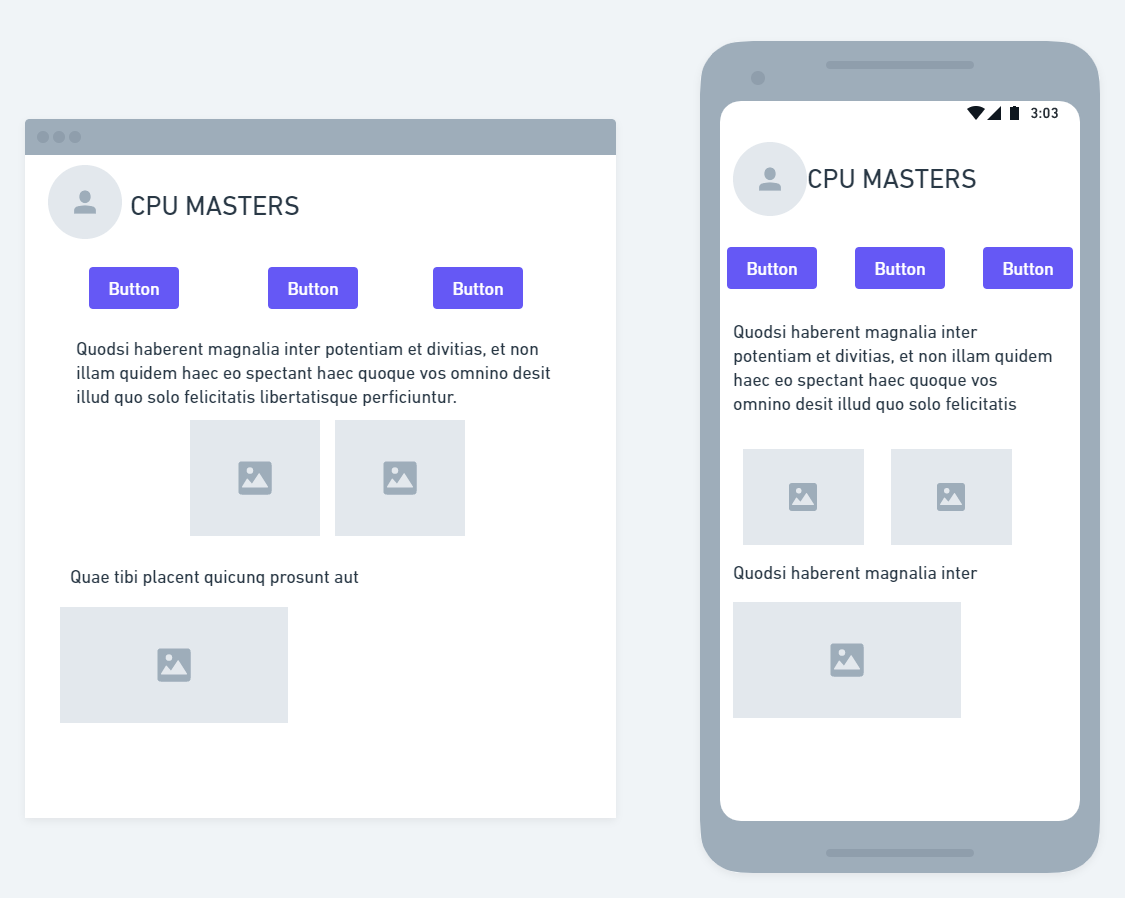 CPU MASTERS
Button Button Button
Quodsi haberent magnalia inter potentiam et divitias, et non
illam quidem haec eo spectant haec quoque vos omnino desit
illud quo solo felicitatis libertatisque perficiuntur.
Quae tibi placent quicunq prosunt aut
3:03
CPU MASTERS
Button Button Button
Quodsi haberent magnalia inter
potentiam et divitias, et non illam quidem
haec eo spectant haec quoque vos
omnino desit illud quo solo felicitatis
Quodsi haberent magnalia inter